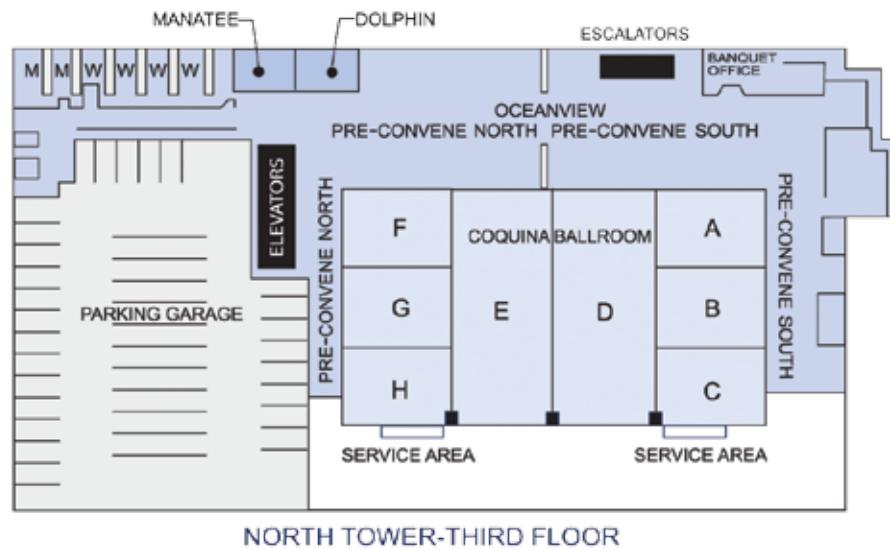 MANATEE
DOLPHIN
ESCALATORS
M M W W W W
BANQUET
OFFICE
OCEANVIEW
PRE-CONVENE NORTH PRE-CONVENE SOUTH
ELEVATORS
PRE-CONVENE NORTH
PRE-CONVENE SOUTH
F
COQUINA BALLROOM
A
PARKING GARAGE
G
E
D
B
H
C
SERVICE AREA
SERVICE AREA
NORTH TOWER-THIRD FLOOR